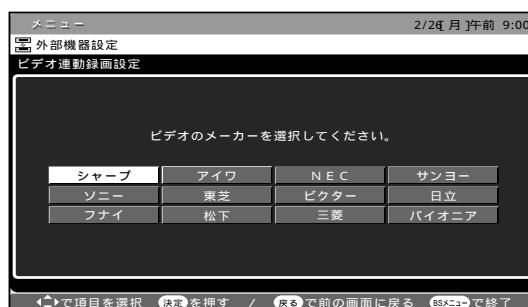 メニュー 2/26[月]午前 9:00
外部機器設定
ビデオ連動録画設定
ビデオのメーカーを選択してください。
シャープ アイワ NEC サンヨー
ソニー 東芝 ビクター 日立
フナイ 松下 三菱 パイオニア
で項目を選択 決定を押す / 戻るで前の画面に戻る BSメニューで終了